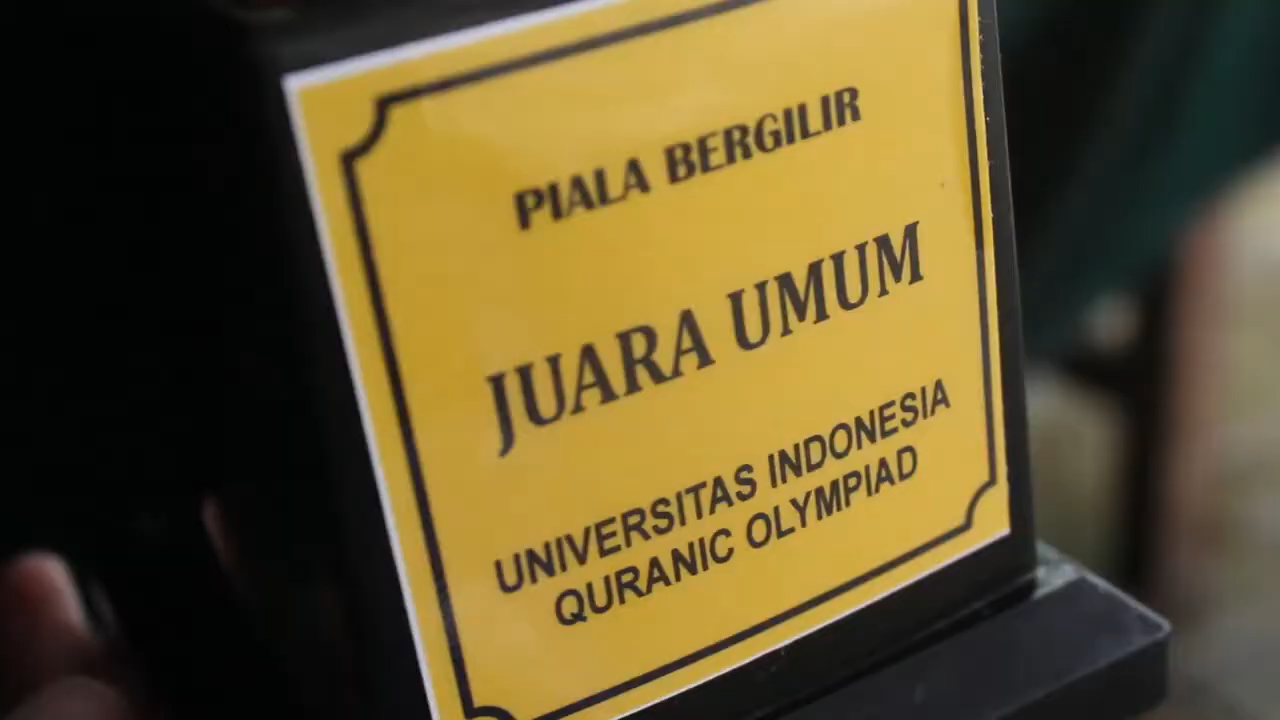 PIALA BERGILIR
JUARA UMUM
UNIVERSITAS INDONESIA
QURANIC OLYMPIAD